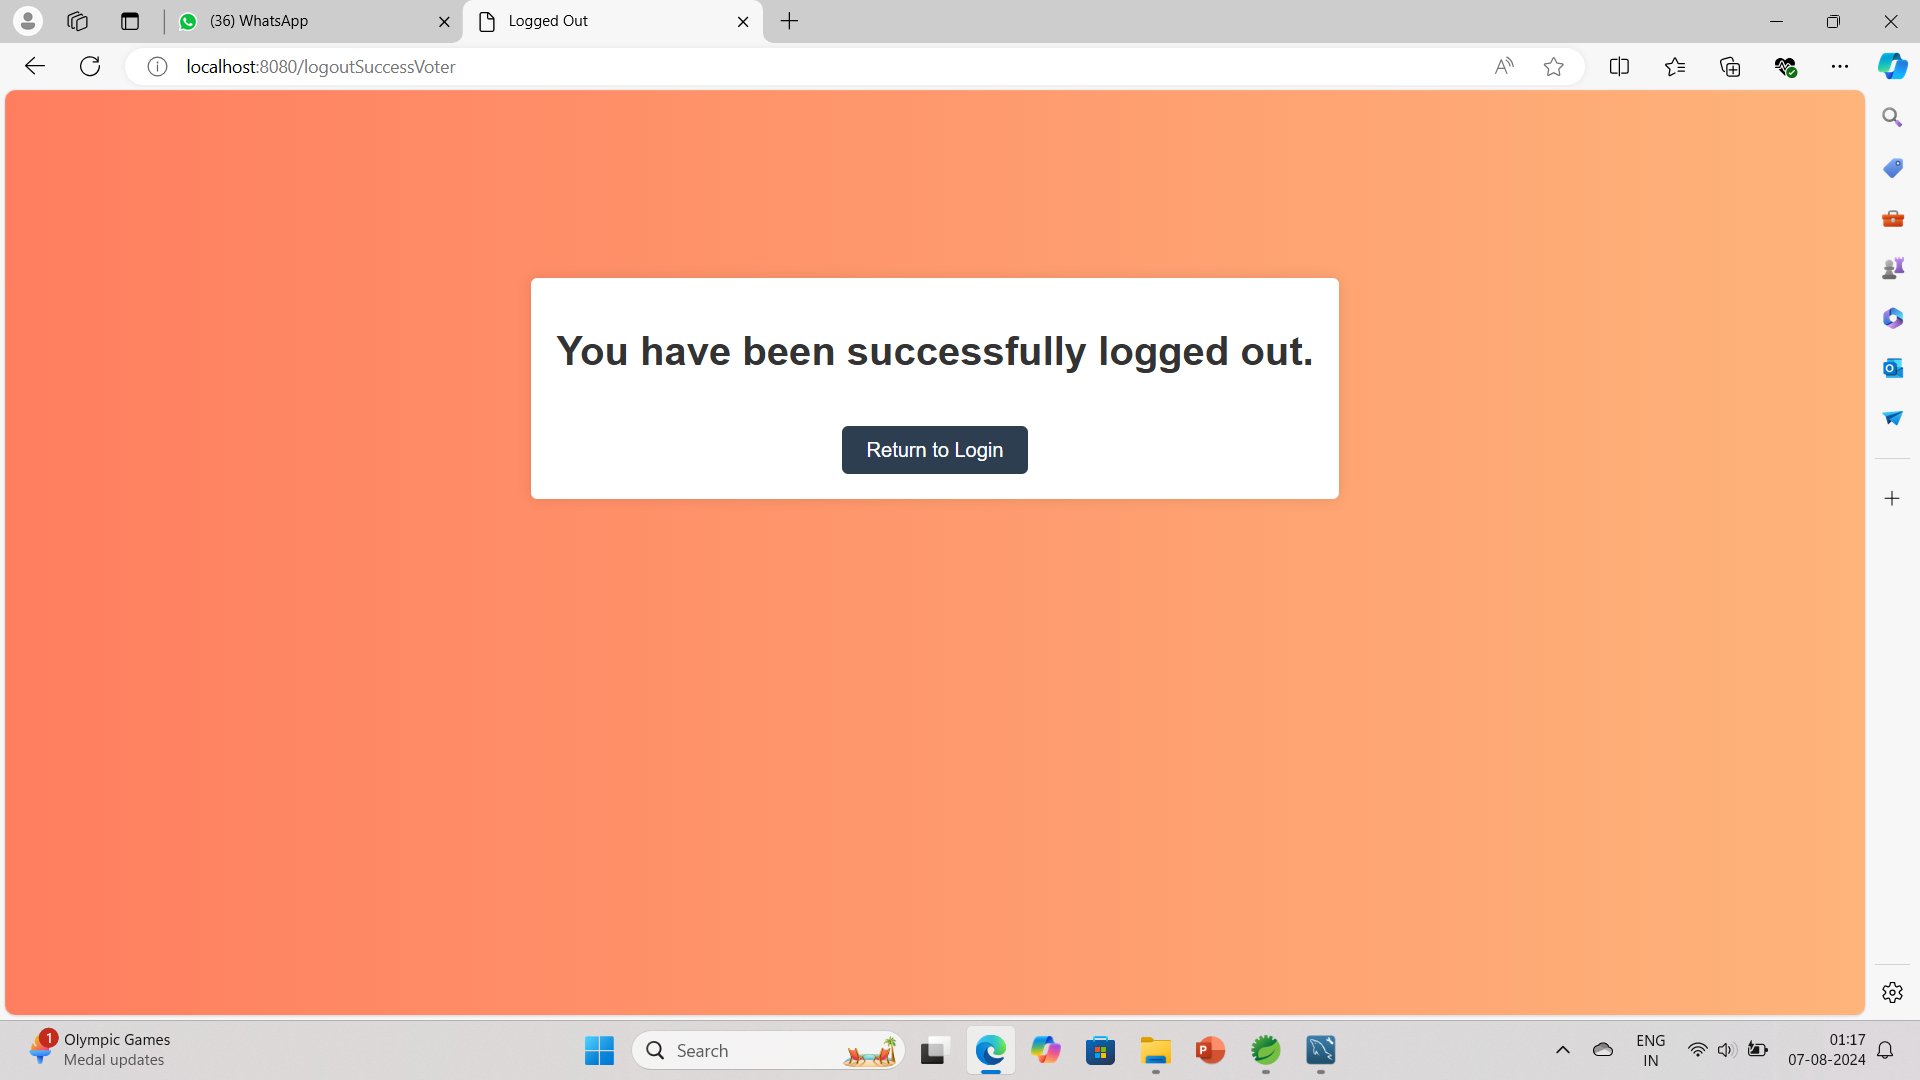 (36) WhatsApp
Logged Out
localhost:8080/logoutSuccessVoter
You have been successfully logged out.
Return to Login
1
Olympic Games
Medal updates
Search
ENG
IN
01:17
07-08-2024